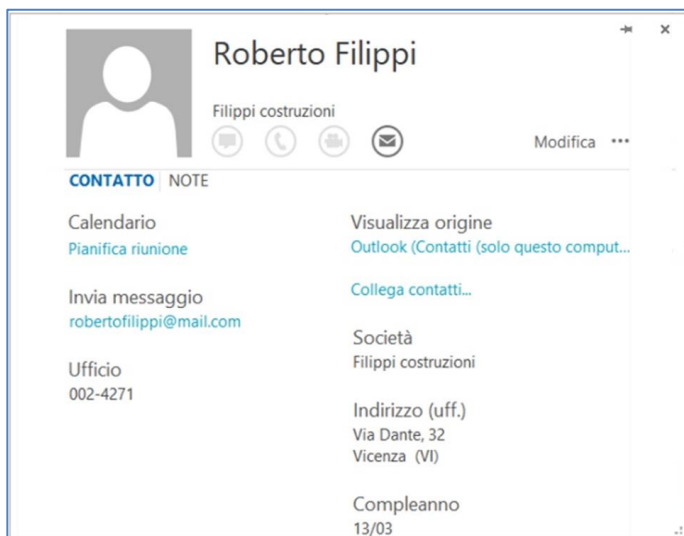 Roberto Filippi
Filippi costruzioni
Modifica •••
CONTATTO NOTE
Calendario
Pianifica riunione
Invia messaggio
robertofilippi@mail.com
Ufficio
002-4271
Visualizza origine
Outlook (Contatti (solo questo comput...
Collega contatti...
Società
Filippi costruzioni
Indirizzo (uff.)
Via Dante, 32
Vicenza (VI)
Compleanno
13/03